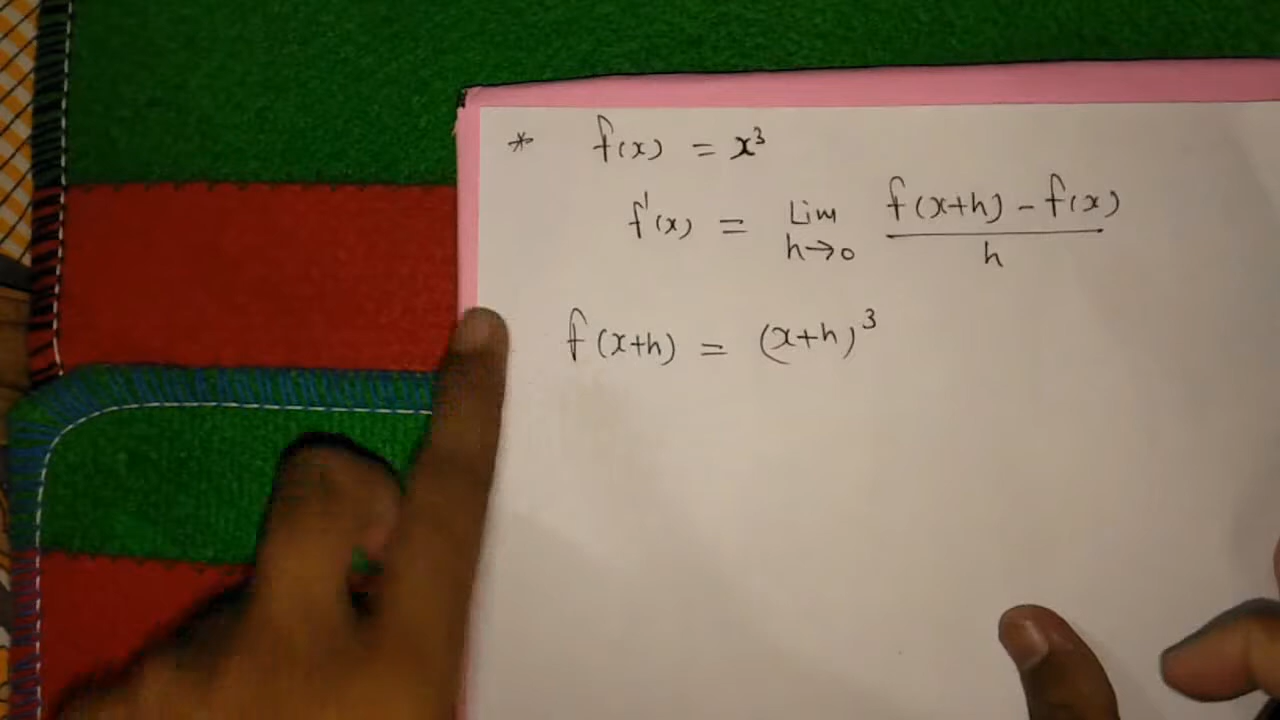 * f(x) = x³
f'(x) = Lim h→0 f(x+h) - f(x) / h
f(x+h) = (x+h)³